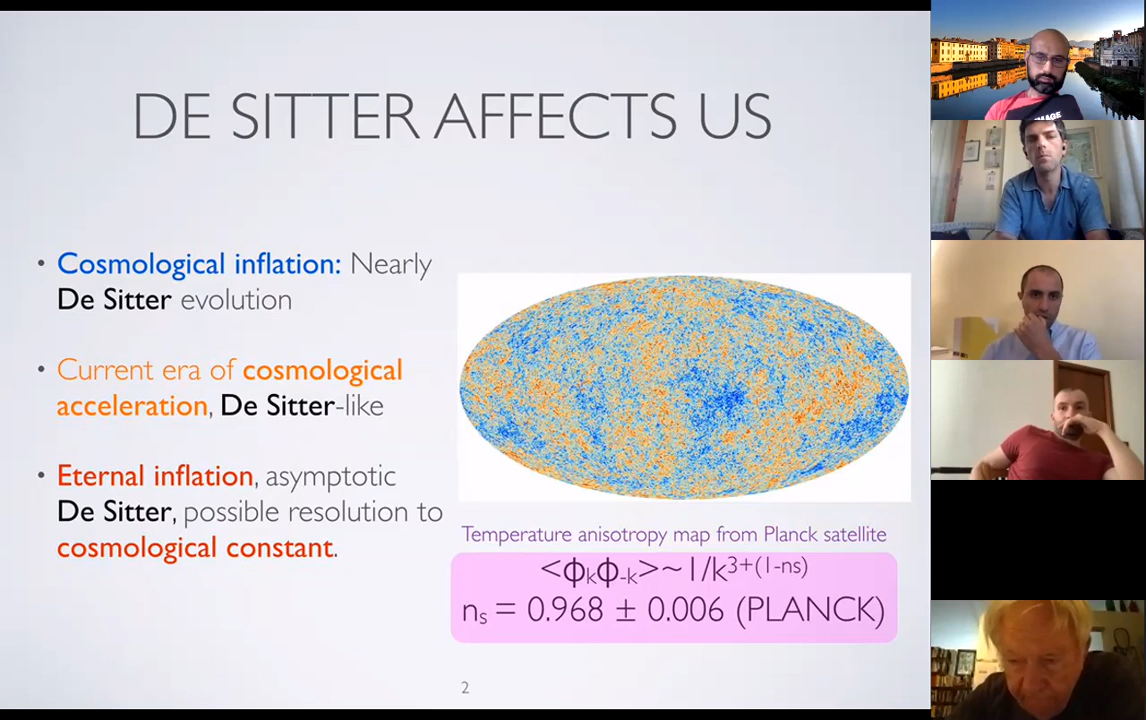 DE SITTER AFFECTS US
• Cosmological inflation: Nearly
De Sitter evolution
• Current era of cosmological
acceleration, De Sitter-like
• Eternal inflation, asymptotic
De Sitter, possible resolution to
cosmological constant.
Temperature anisotropy map from Planck satellite
<ϕkϕ-k>~1/k3+(1-ns)
ns = 0.968 ± 0.006 (PLANCK)
2